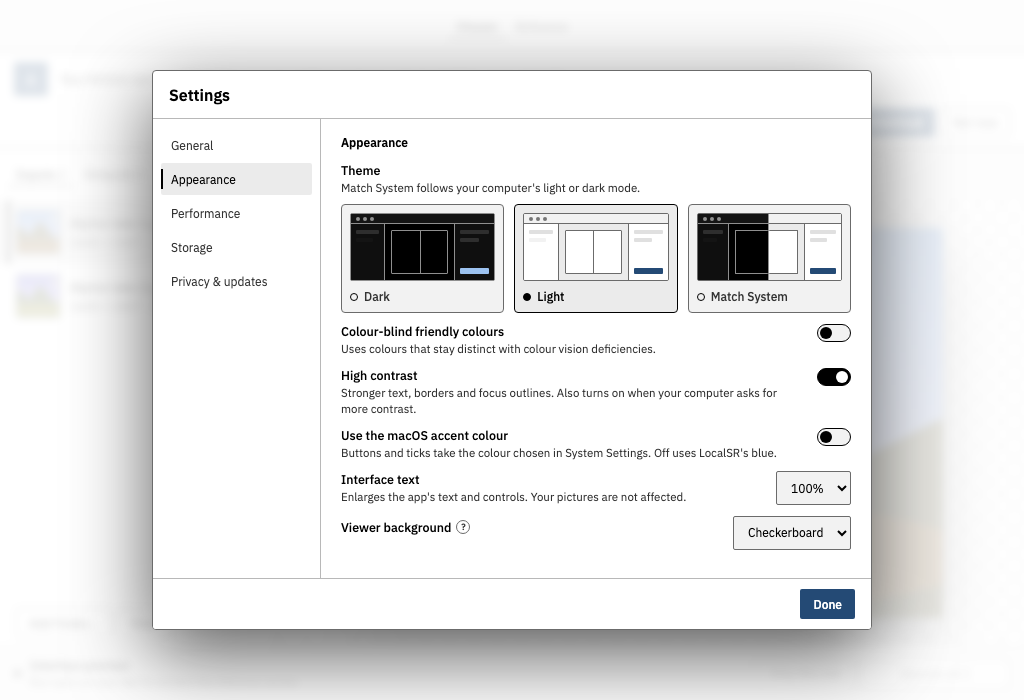 Settings
General
Appearance
Performance
Storage
Privacy & updates
Appearance
Theme
Match System follows your computer's light or dark mode.
Dark
Light
Match System
Colour-blind friendly colours
Uses colours that stay distinct with colour vision deficiencies.
High contrast
Stronger text, borders and focus outlines. Also turns on when your computer asks for
more contrast.
Use the macOS accent colour
Buttons and ticks take the colour chosen in System Settings. Off uses LocalSR's blue.
Interface text
Enlarges the app's text and controls. Your pictures are not affected.
100%
Viewer background ?
Checkerboard
Done